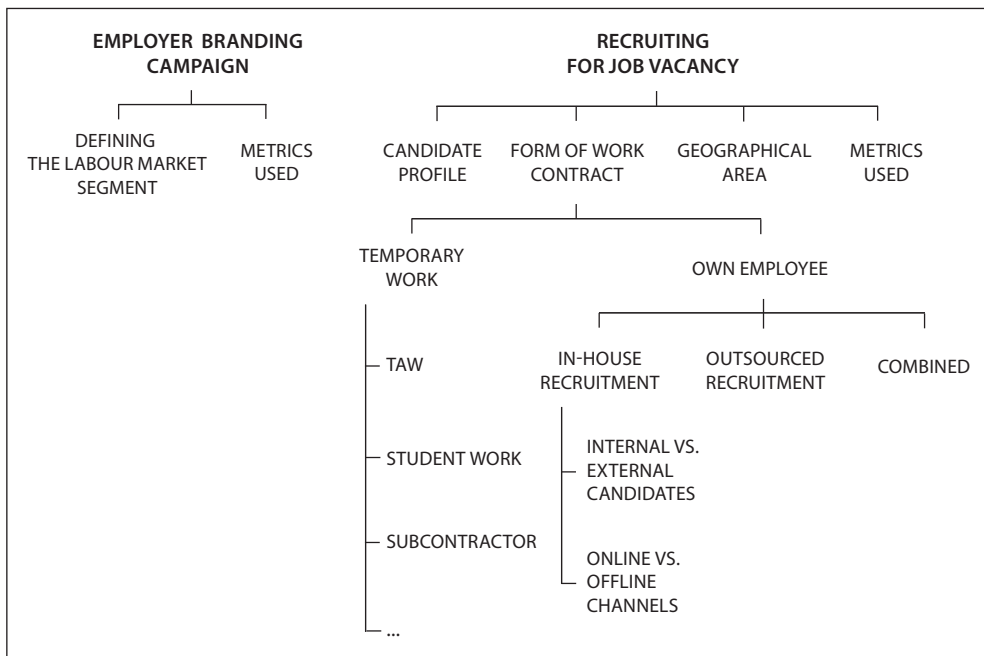 EMPLOYER BRANDING
CAMPAIGN
DEFINING
THE LABOUR MARKET
SEGMENT
METRICS
USED
RECRUITING
FOR JOB VACANCY
CANDIDATE
PROFILE
FORM OF WORK
CONTRACT
GEOGRAPHICAL
AREA
METRICS
USED
TEMPORARY
WORK
TAW
STUDENT WORK
SUBCONTRACTOR
...
OWN EMPLOYEE
IN-HOUSE
RECRUITMENT
INTERNAL VS.
EXTERNAL
CANDIDATES
ONLINE VS.
OFFLINE
CHANNELS
OUTSOURCED
RECRUITMENT
COMBINED